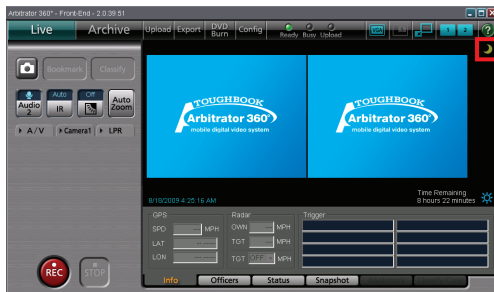 Arbitrator 360° - Front-End - 2.0.39.51
Live Archive Upload Export DVD Burn Config Ready Busy Upload 1 2 ?
Bookmark Classify
Audio 2 Auto IR Off Auto Zoom
A/V Camera1 LPR
TOUGHBOOK
Arbitrator 360°
mobile digital video system
TOUGHBOOK
Arbitrator 360°
mobile digital video system
8/18/2009 4:25:16 AM
Time Remaining
8 hours 22 minutes
GPS Radar Trigger
SPD MPH OWN MPH
LAT TGT MPH
LON TGT OFF MPH
REC STOP
Info Officers Status Snapshot